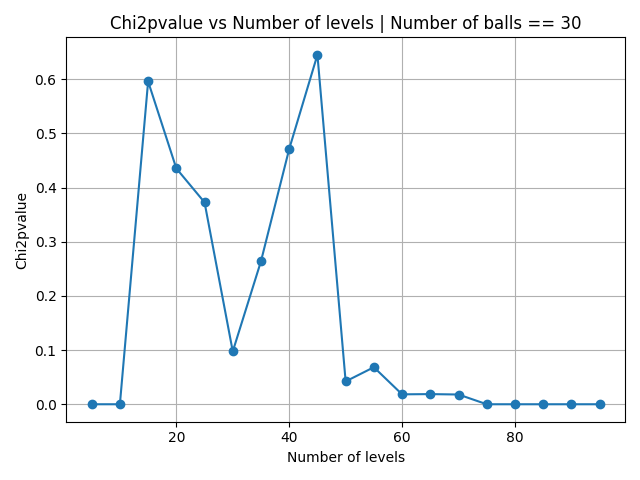 Chi2pvalue vs Number of levels | Number of balls == 30
Chi2pvalue
0.6
0.5
0.4
0.3
0.2
0.1
0.0
20 40 60 80
Number of levels